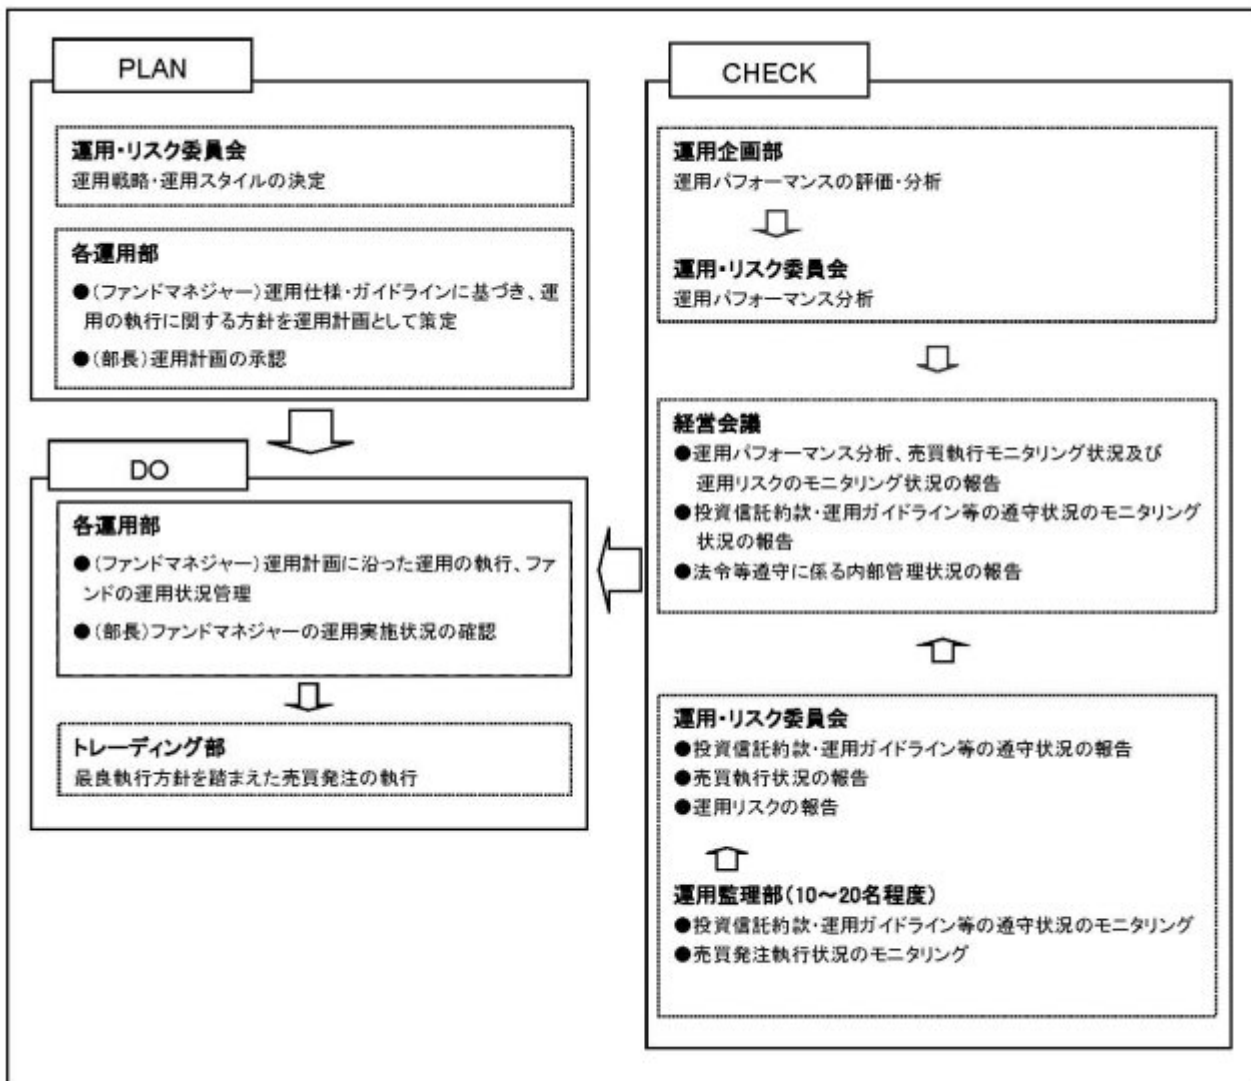 PLAN
運用・リスク委員会
運用戦略・運用スタイルの決定
各運用部
●(ファンドマネジャー)運用仕様・ガイドラインに基づき、運
用の執行に関する方針を運用計画として策定
●(部長)運用計画の承認
DO
各運用部
●(ファンドマネジャー)運用計画に沿った運用の執行、ファ
ンドの運用状況管理
●(部長)ファンドマネジャーの運用実施状況の確認
トレーディング部
最良執行方針を踏まえた売買発注の執行
CHECK
運用企画部
運用パフォーマンスの評価・分析
運用・リスク委員会
運用パフォーマンス分析
経営会議
●運用パフォーマンス分析、売買執行モニタリング状況及び
運用リスクのモニタリング状況の報告
●投資信託約款・運用ガイドライン等の遵守状況のモニタリング
状況の報告
●法令等遵守に係る内部管理状況の報告
運用・リスク委員会
●投資信託約款・運用ガイドライン等の遵守状況の報告
●売買執行状況の報告
●運用リスクの報告
運用監理部(10～20名程度)
●投資信託約款・運用ガイドライン等の遵守状況のモニタリング
●売買発注執行状況のモニタリング